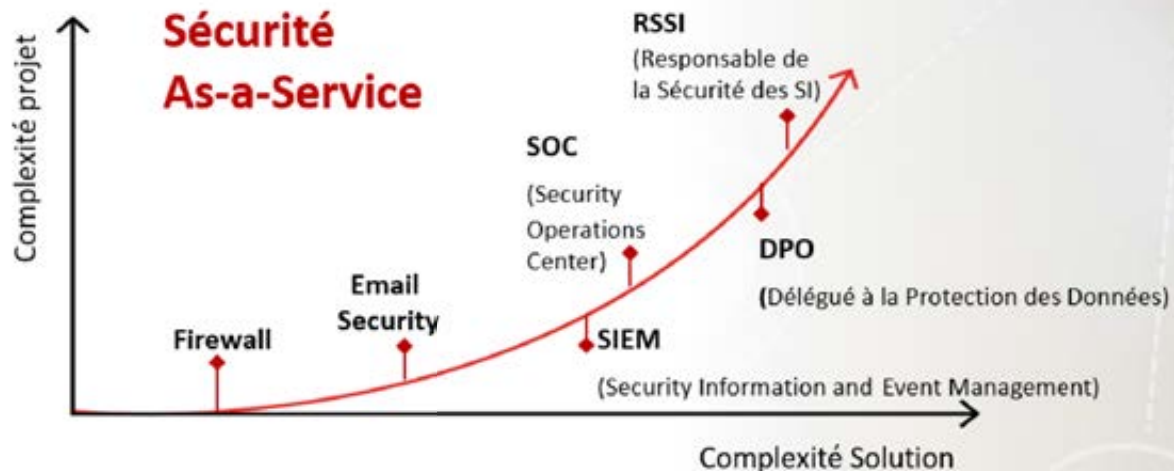 Complexité projet
Sécurité
As-a-Service
RSSI
(Responsable de
la Sécurité des SI)
SOC
(Security
Operations
Center)
DPO
(Délégué à la Protection des Données)
Email
Security
Firewall
SIEM
(Security Information and Event Management)
Complexité Solution